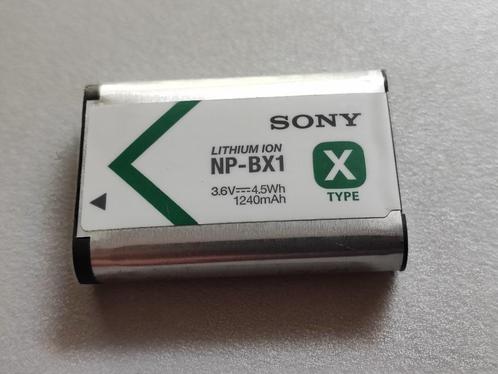 SONY
LITHIUM ION
NP-BX1
3.6V⎓4.5Wh
1240mAh
X
TYPE